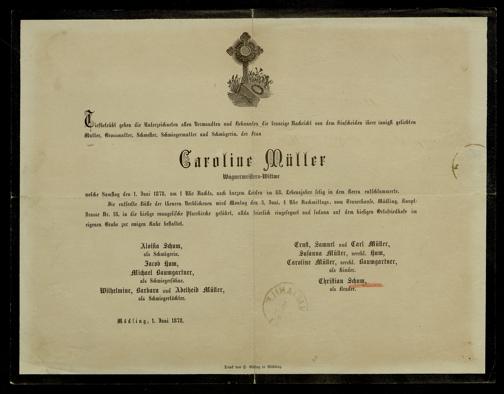 Tiefbetrübt geben die Unterzeichneten allen Verwandten und Bekannten, die traurige Nachricht von dem Hinscheiden ihrer innigst geliebten
Mutter, Grossmutter, Schwester, Schwiegermutter und Schwägerin, der Frau
Caroline Müller
Wagnermeisters-Wittwe
welche Samstag den 1. Juni 1878, um 1 Uhr Nachts, nach kurzem Leiden im 63. Lebensjahre selig in dem Herrn entschlummerte.
Die entseelte Hülle der theuren Verblichenen wird Montag den 3. Juni, 4 Uhr Nachmittags, vom Trauerhause, Mödling, Haupt-
strasse Nr. in die hiesige evangelische Pfarrkirche geführt, allda feierlich eingesegnet und sodann auf dem hiesigen Ortsfriedhofe im
eigenen Grabe zur ewigen Ruhe bestattet.
Aloisia Schum,
als Schwägerin.
Jacob Hum,
Michael Baumgartner,
als Schwiegersöhne.
Wilhelmine, Barbara und Adelheid Müller,
als Schwiegertöchter.
Ernst, Samuel und Carl Müller,
Susanna Müller, verehl. Hum,
Caroline Müller, verehl. Baumgartner,
als Kinder.
Christian Schum,
als Bruder.
Mödling, 1. Juni 1878.
Druck von in Mödling.